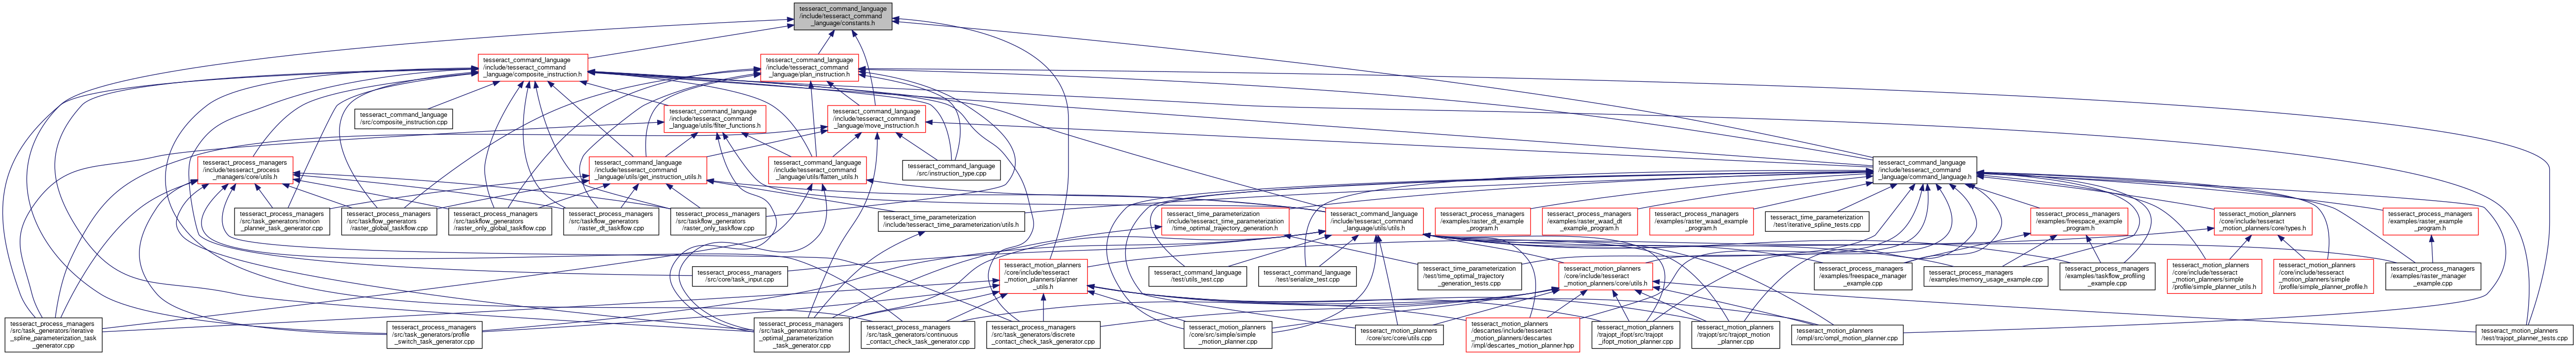 tesseract_command_language
/include/tesseract_command
_language/constants.h
tesseract_command_language
/include/tesseract_command
_language/composite_instruction.h
tesseract_command_language
/include/tesseract_command
_language/plan_instruction.h
tesseract_command_language
/src/composite_instruction.cpp
tesseract_command_language
/include/tesseract_command
_language/utils/filter_functions.h
tesseract_command_language
/include/tesseract_command
_language/move_instruction.h
tesseract_process_managers
/include/tesseract_process
_managers/core/utils.h
tesseract_command_language
/include/tesseract_command
_language/utils/get_instruction_utils.h
tesseract_command_language
/include/tesseract_command
_language/utils/flatten_utils.h
tesseract_command_language
/src/instruction_type.cpp
tesseract_command_language
/include/tesseract_command
_language/command_language.h
tesseract_process_managers
/src/task_generators/motion
_planner_task_generator.cpp
tesseract_process_managers
/src/taskflow_generators
/raster_global_taskflow.cpp
tesseract_process_managers
/src/taskflow_generators
/raster_only_global_taskflow.cpp
tesseract_process_managers
/src/taskflow_generators
/raster_dt_taskflow.cpp
tesseract_process_managers
/src/taskflow_generators
/raster_only_taskflow.cpp
tesseract_time_parameterization
/include/tesseract_time_parameterization/utils.h
tesseract_time_parameterization
/include/tesseract_time_parameterization
/time_optimal_trajectory_generation.h
tesseract_command_language
/include/tesseract_command
_language/utils/utils.h
tesseract_process_managers
/examples/raster_dt_example
_program.h
tesseract_process_managers
/examples/raster_waad_dt
_example_program.h
tesseract_process_managers
/examples/raster_waad_example
_program.h
tesseract_time_parameterization
/test/iterative_spline_tests.cpp
tesseract_process_managers
/examples/freespace_example
_program.h
tesseract_motion_planners
/core/include/tesseract
_motion_planners/core/types.h
tesseract_process_managers
/examples/raster_example
_program.h
tesseract_process_managers
/src/core/task_input.cpp
tesseract_motion_planners
/core/include/tesseract
_motion_planners/planner
_utils.h
tesseract_command_language
/test/utils_test.cpp
tesseract_command_language
/test/serialize_test.cpp
tesseract_time_parameterization
/test/time_optimal_trajectory
_generation_tests.cpp
tesseract_motion_planners
/core/include/tesseract
_motion_planners/core/utils.h
tesseract_process_managers
/examples/freespace_manager
_example.cpp
tesseract_process_managers
/examples/memory_usage_example.cpp
tesseract_process_managers
/examples/taskflow_profiling
_example.cpp
tesseract_motion_planners
/core/include/tesseract
_motion_planners/simple
/profile/simple_planner_utils.h
tesseract_motion_planners
/core/include/tesseract
_motion_planners/simple
/profile/simple_planner_profile.h
tesseract_process_managers
/examples/raster_manager
_example.cpp
tesseract_process_managers
/src/task_generators/iterative
_spline_parameterization_task
_generator.cpp
tesseract_process_managers
/src/task_generators/profile
_switch_task_generator.cpp
tesseract_process_managers
/src/task_generators/time
_optimal_parameterization
_task_generator.cpp
tesseract_process_managers
/src/task_generators/continuous
_contact_check_task_generator.cpp
tesseract_process_managers
/src/task_generators/discrete
_contact_check_task_generator.cpp
tesseract_motion_planners
/core/src/simple/simple
_motion_planner.cpp
tesseract_motion_planners
/core/src/core/utils.cpp
tesseract_motion_planners
/descartes/include/tesseract
_motion_planners/descartes
/impl/descartes_motion_planner.hpp
tesseract_motion_planners
/trajopt_ifopt/src/trajopt
_ifopt_motion_planner.cpp
tesseract_motion_planners
/trajopt/src/trajopt_motion
_planner.cpp
tesseract_motion_planners
/ompl/src/ompl_motion_planner.cpp
tesseract_motion_planners
/test/trajopt_planner_tests.cpp